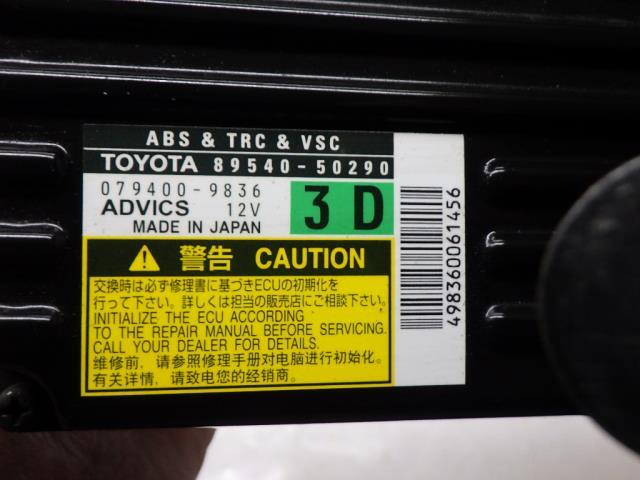 ABS & TRC & VSC
TOYOTA 89540-50290
079400-9836
ADVICS 12V
MADE IN JAPAN
3D
498360061456
警告 CAUTION
交換時は必ず修理書に基づきECUの初期化を
行って下さい。詳しくは担当の販売店にご相談下さい.
INITIALIZE THE ECU ACCORDING
TO THE REPAIR MANUAL BEFORE SERVICING.
CALL YOUR DEALER FOR DETAILS.
维修前，请参照修理手册对电脑进行初始化。
有关详情，请致电您的经销商。